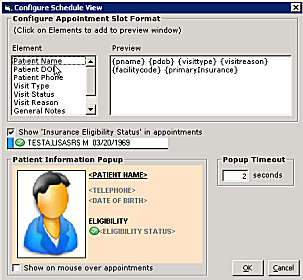 Configure Schedule View
Configure Appointment Slot Format
(Click on Elements to add to preview window)
Element
Preview
Patient Name
Patient DOB
Patient Phone
Visit Type
Visit Status
Visit Reason
General Notes
{pname} {pdob} {visittype} {visitreason}
{facilitycode} {primaryInsurance}
Show 'Insurance Eligibility Status' in appointments
TESTA,LISASRS M 03/20/1969
Patient Information Popup
<PATIENT NAME>
<TELEPHONE>
<DATE OF BIRTH>
ELIGIBILITY
<ELIGIBILITY STATUS>
Show on mouse over appointments
Popup Timeout
2 seconds
OK Cancel